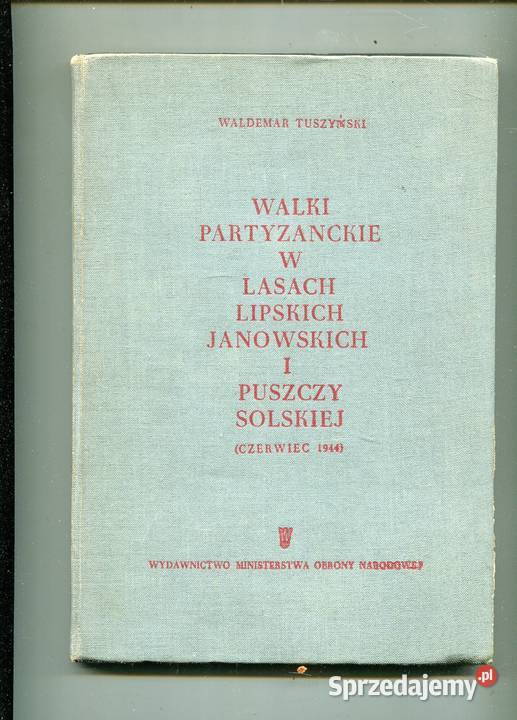 WALDEMAR TUSZYŃSKI
WALKI
PARTYZANCKIE
W
LASACH
LIPSKICH
JANOWSKICH
I
PUSZCZY
SOLSKIEJ
(CZERWIEC 1944)
WYDAWNICTWO MINISTERSTWA OBRONY NARODOWEJ
Sprzedajemy.pl